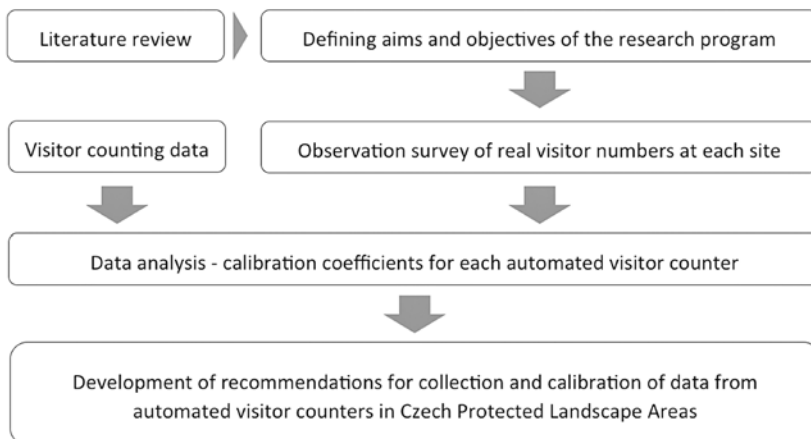 Literature review
Defining aims and objectives of the research program
Visitor counting data
Observation survey of real visitor numbers at each site
Data analysis - calibration coefficients for each automated visitor counter
Development of recommendations for collection and calibration of data from
automated visitor counters in Czech Protected Landscape Areas